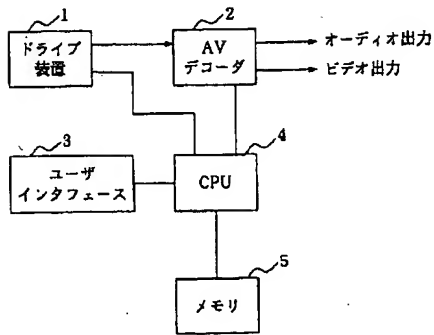 1
ドライブ
装置
2
AV
デコーダ
オーディオ出力
ビデオ出力
3
ユーザ
インタフェース
4
CPU
5
メモリ